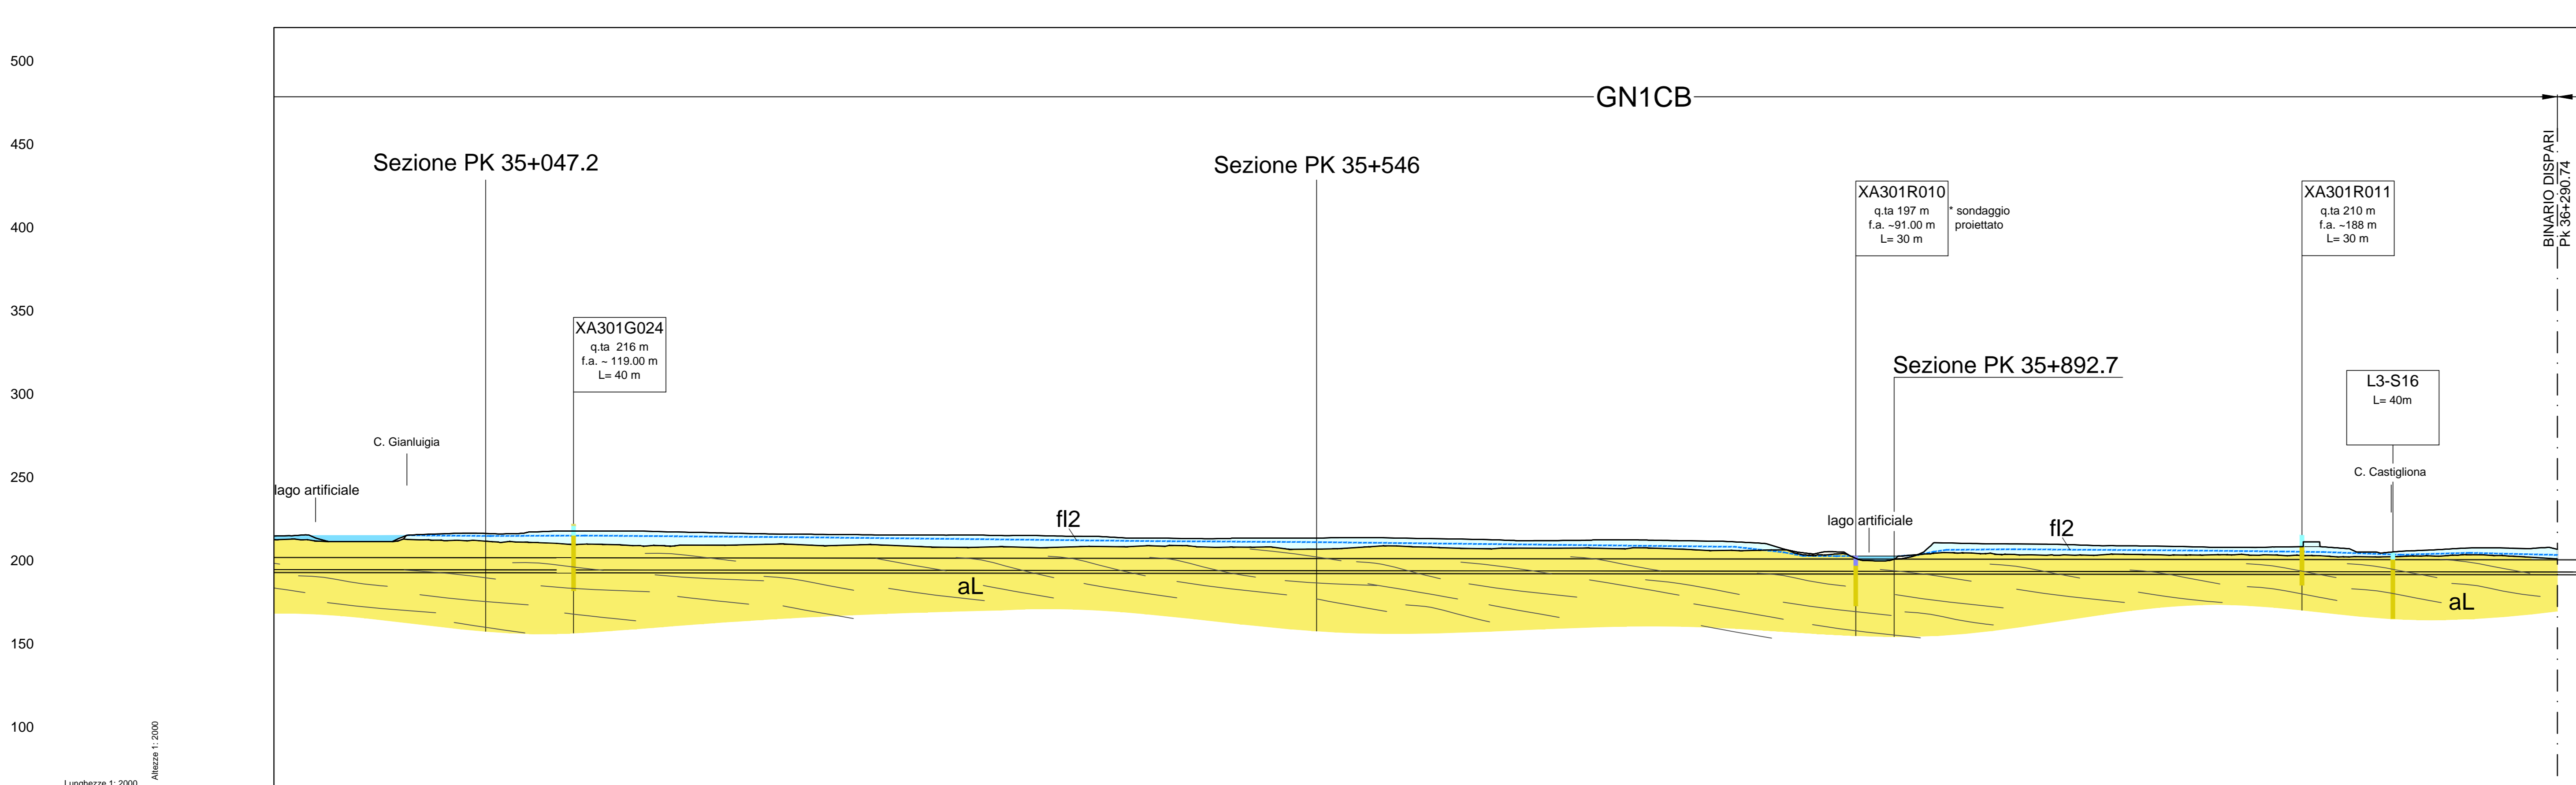 500
GN1CB
450
BINARIO DISPARI
Pk 36+290.74
Sezione PK 35+047.2
Sezione PK 35+546
XA301R010
q.ta 197 m
f.a. ~91.00 m
L= 30 m
* sondaggio
proiettato
XA301R011
q.ta 210 m
f.a. ~188 m
L= 30 m
400
350
XA301G024
q.ta 216 m
f.a. ~ 119.00 m
L= 40 m
Sezione PK 35+892.7
L3-S16
L= 40m
300
C. Gianluigia
250
C. Castigliona
lago artificiale
fl2
lago artificiale
fl2
200
aL
aL
150
100
Altezze 1: 2000
Lunghezze 1: 2000